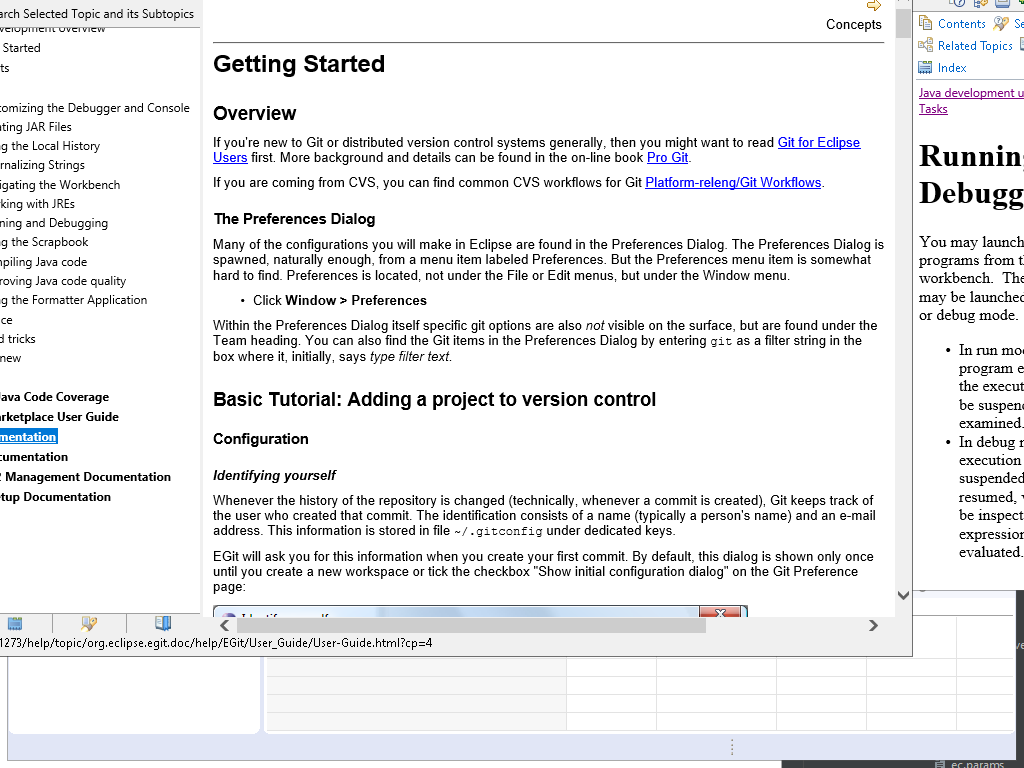 arch Selected Topic and its Subtopics
velopment overview
Started
ts
tomizing the Debugger and Console
ating JAR Files
g the Local History
rnalizing Strings
igating the Workbench
king with JREs
ning and Debugging
g the Scrapbook
mpiling Java code
roving Java code quality
g the Formatter Application
ce
d tricks
new
Java Code Coverage
arketplace User Guide
mentation
cumentation
2 Management Documentation
tup Documentation
Concepts
Getting Started
Overview
If you're new to Git or distributed version control systems generally, then you might want to read Git for Eclipse
Users first. More background and details can be found in the on-line book Pro Git.
If you are coming from CVS, you can find common CVS workflows for Git Platform-releng/Git Workflows.
The Preferences Dialog
Many of the configurations you will make in Eclipse are found in the Preferences Dialog. The Preferences Dialog is
spawned, naturally enough, from a menu item labeled Preferences. But the Preferences menu item is somewhat
hard to find. Preferences is located, not under the File or Edit menus, but under the Window menu.
• Click Window > Preferences
Within the Preferences Dialog itself specific git options are also not visible on the surface, but are found under the
Team heading. You can also find the Git items in the Preferences Dialog by entering git as a filter string in the
box where it, initially, says type filter text.
Basic Tutorial: Adding a project to version control
Configuration
Identifying yourself
Whenever the history of the repository is changed (technically, whenever a commit is created), Git keeps track of
the user who created that commit. The identification consists of a name (typically a person's name) and an e-mail
address. This information is stored in file ~/.gitconfig under dedicated keys.
EGit will ask you for this information when you create your first commit. By default, this dialog is shown only once
until you create a new workspace or tick the checkbox "Show initial configuration dialog" on the Git Preference
page:
1273/help/topic/org.eclipse.egit.doc/help/EGit/User_Guide/User-Guide.html?cp=4
Contents Se
Related Topics
Index
Java development u
Tasks
Running
Debugg
You may launch
programs from th
workbench. The
may be launched
or debug mode.
• In run mod
program e
the execut
be suspen
examined.
• In debug m
execution
suspended
resumed, v
be inspect
expression
evaluated.
ve
ec.params